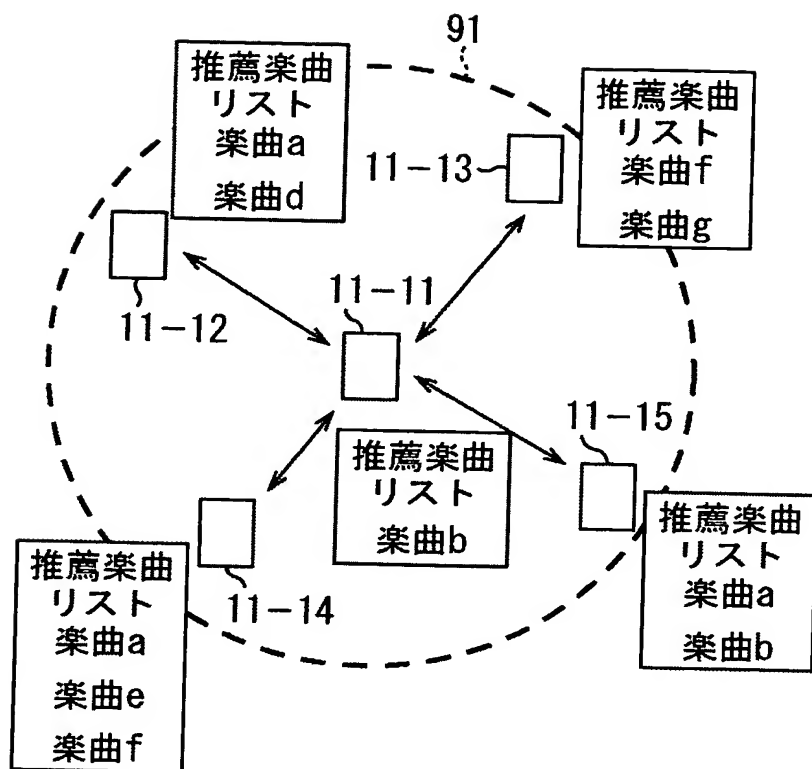 91
推薦楽曲
リスト
楽曲a
楽曲d
推薦楽曲
リスト
楽曲f
楽曲g
11-13
11-12
11-11
11-15
推薦楽曲
リスト
楽曲b
推薦楽曲
リスト
楽曲a
楽曲b
11-14
推薦楽曲
リスト
楽曲a
楽曲e
楽曲f